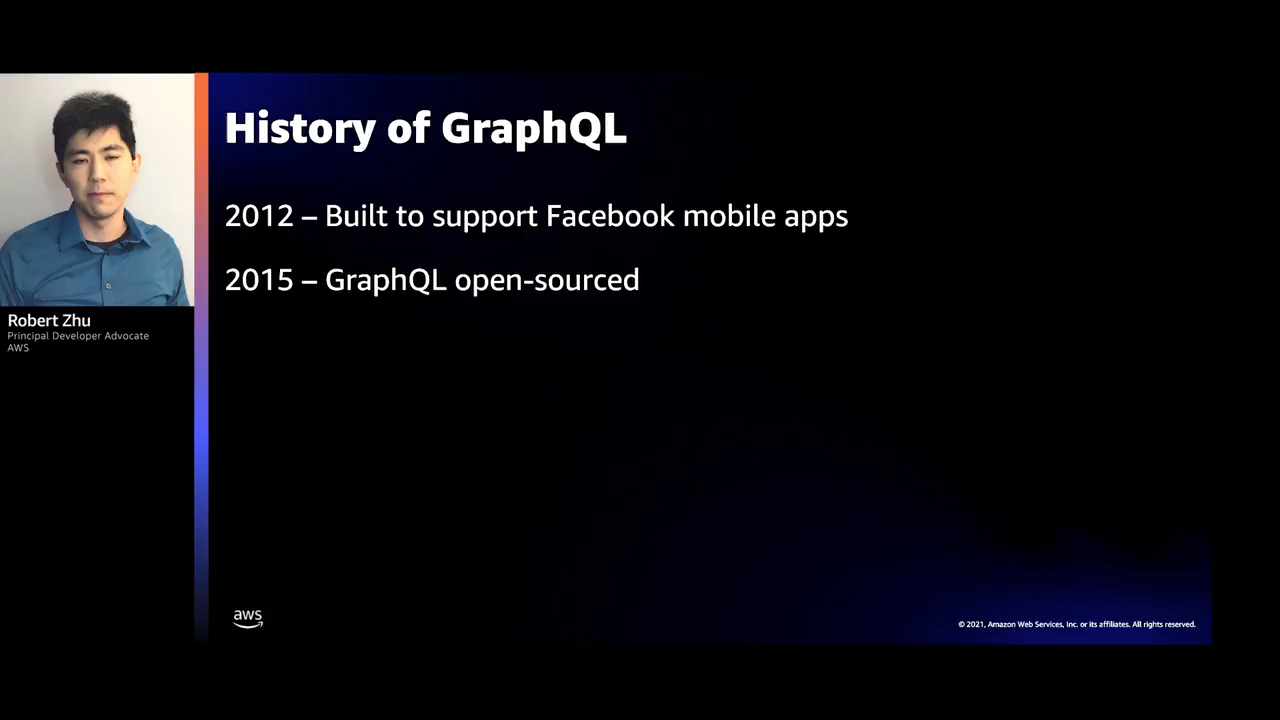 History of GraphQL
2012 – Built to support Facebook mobile apps
2015 – GraphQL open-sourced
Robert Zhu
Principal Developer Advocate
AWS
aws
© 2021, Amazon Web Services, Inc. or its affiliates. All rights reserved.